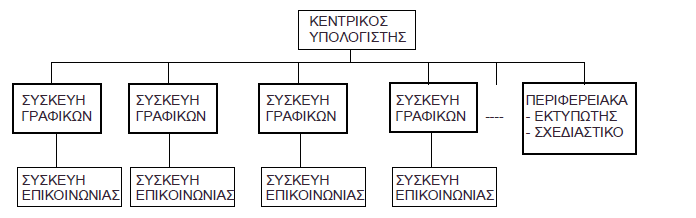 ΚΕΝΤΡΙΚΟΣ
ΥΠΟΛΟΓΙΣΤΗΣ
ΣΥΣΚΕΥΗ
ΓΡΑΦΙΚΩΝ
ΣΥΣΚΕΥΗ
ΓΡΑΦΙΚΩΝ
ΣΥΣΚΕΥΗ
ΓΡΑΦΙΚΩΝ
ΣΥΣΚΕΥΗ
ΓΡΑΦΙΚΩΝ
----
ΠΕΡΙΦΕΡΕΙΑΚΑ
- ΕΚΤΥΠΩΤΗΣ
- ΣΧΕΔΙΑΣΤΙΚΟ
ΣΥΣΚΕΥΗ
ΕΠΙΚΟΙΝΩΝΙΑΣ
ΣΥΣΚΕΥΗ
ΕΠΙΚΟΙΝΩΝΙΑΣ
ΣΥΣΚΕΥΗ
ΕΠΙΚΟΙΝΩΝΙΑΣ
ΣΥΣΚΕΥΗ
ΕΠΙΚΟΙΝΩΝΙΑΣ